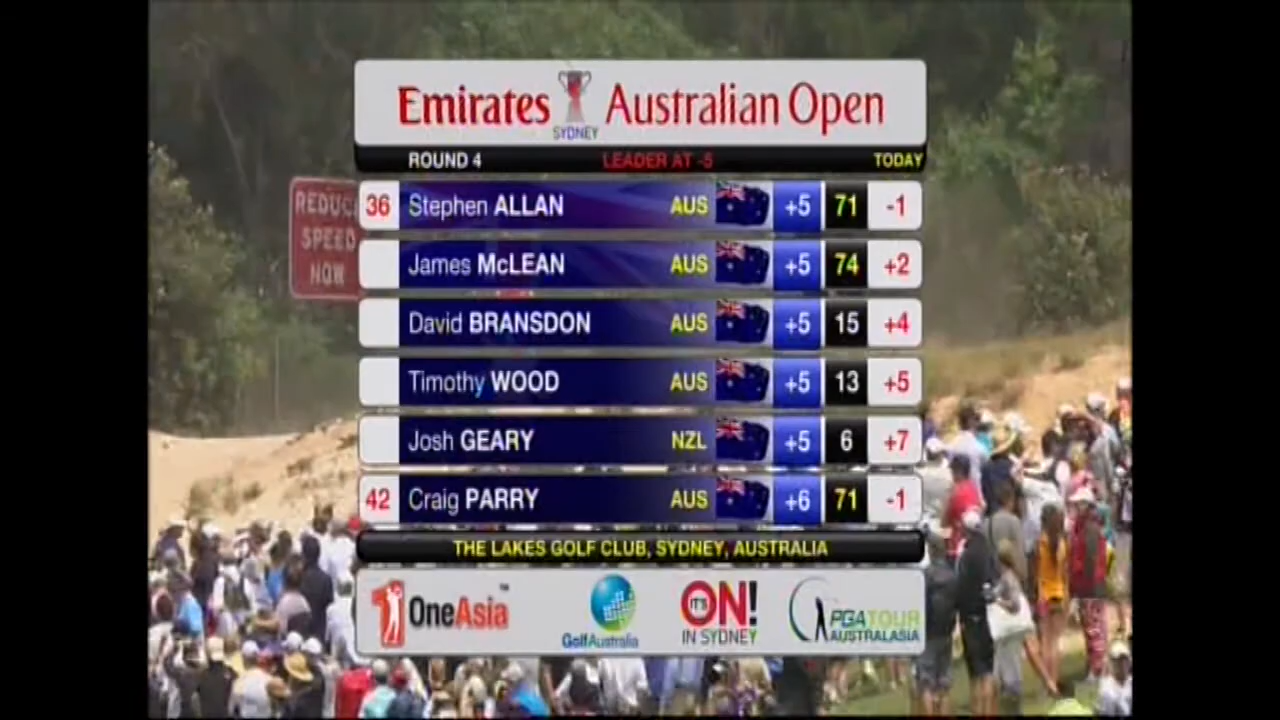 Emirates Australian Open
SYDNEY
ROUND 4 LEADER AT -5 TODAY
36 Stephen ALLAN AUS +5 71 -1
James McLEAN AUS +5 74 +2
David BRANSDON AUS +5 15 +4
Timothy WOOD AUS +5 13 +5
Josh GEARY NZL +5 6 +7
42 Craig PARRY AUS +6 71 -1
THE LAKES GOLF CLUB, SYDNEY, AUSTRALIA
1 OneAsia™
GolfAustralia
IT'S ON!
IN SYDNEY
PGA TOUR
AUSTRALASIA
REDUCE
SPEED
NOW